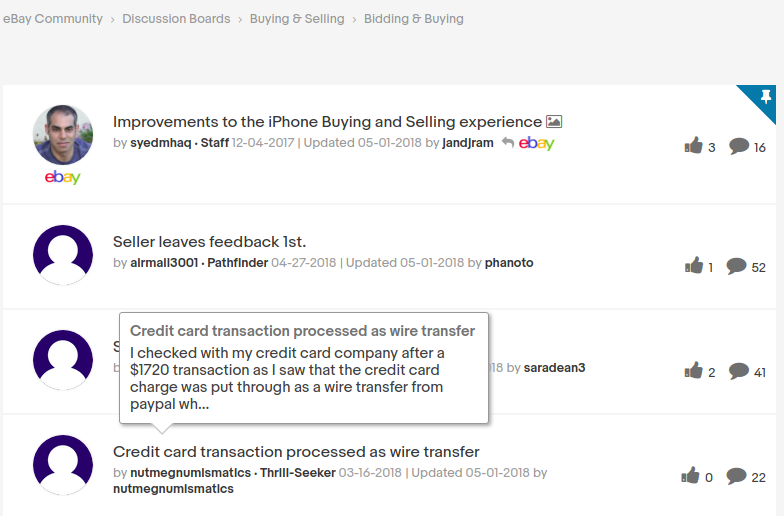 eBay Community › Discussion Boards › Buying & Selling › Bidding & Buying
Improvements to the iPhone Buying and Selling experience
by syedmhaq • Staff 12-04-2017 | Updated 05-01-2018 by jandjram ebay
3 16
ebay
Seller leaves feedback 1st.
by airmail3001 • Pathfinder 04-27-2018 | Updated 05-01-2018 by phanoto
1 52
Credit card transaction processed as wire transfer
I checked with my credit card company after a
$1720 transaction as I saw that the credit card
charge was put through as a wire transfer from
paypal wh...
S
18 by saradean3
2 41
Credit card transaction processed as wire transfer
by nutmegnumismatics • Thrill-Seeker 03-16-2018 | Updated 05-01-2018 by
nutmegnumismatics
0 22